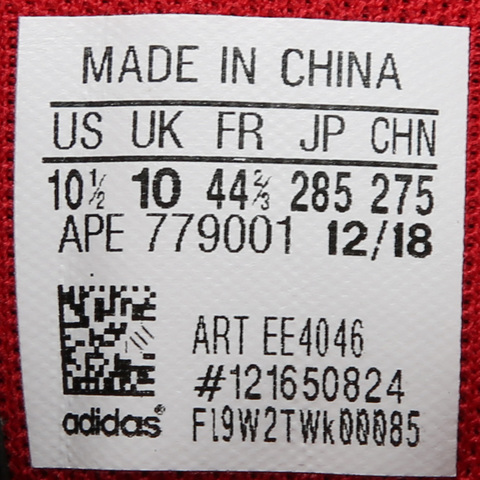 MADE IN CHINA
US UK FR JP CHN
10½ 10 44⅔ 285 275
APE 779001 12/18
ART EE4046
#121650824
adidas® FL9W2TWk00085